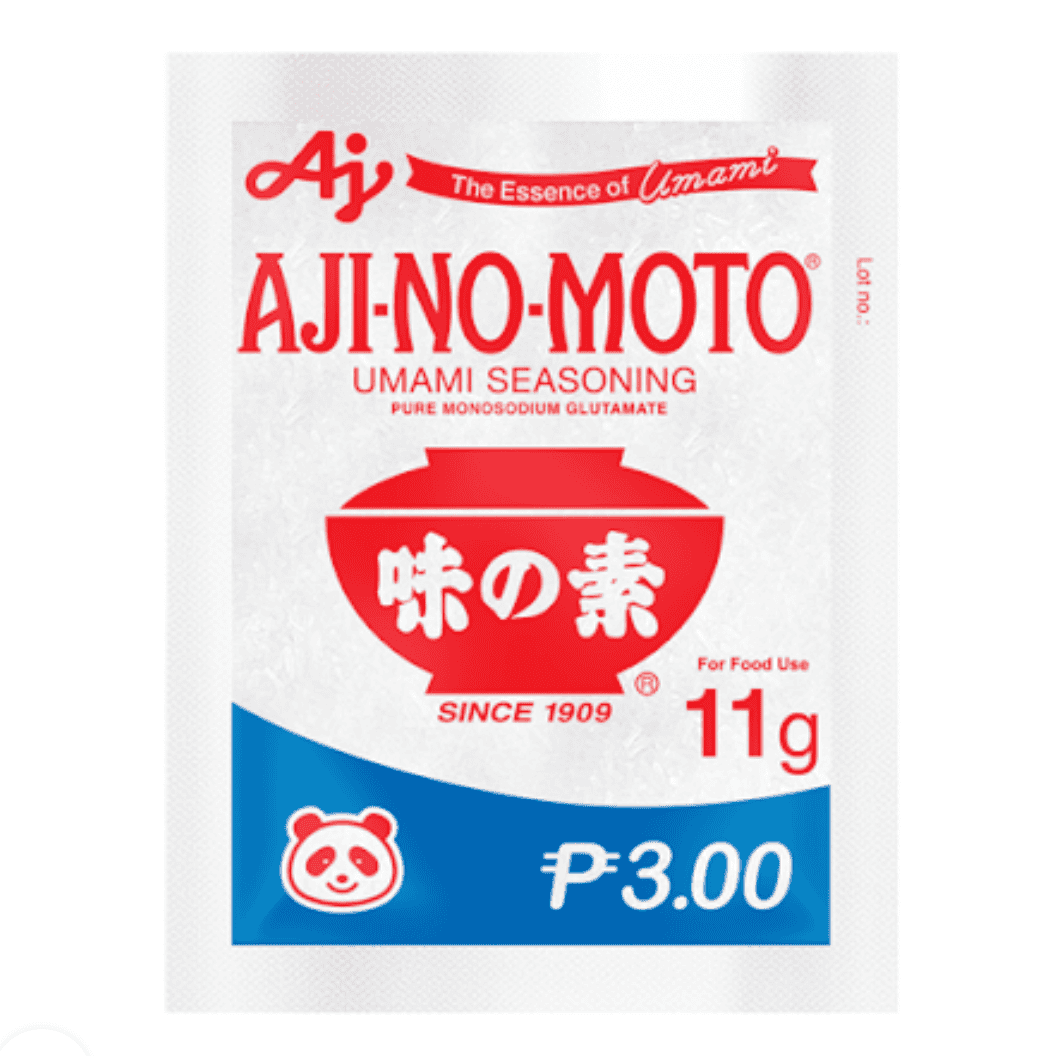 Aj
The Essence of Umami
AJI-NO-MOTO®
UMAMI SEASONING
PURE MONOSODIUM GLUTAMATE
味の素
®
SINCE 1909
For Food Use
11g
₱3.00
Lot no.: